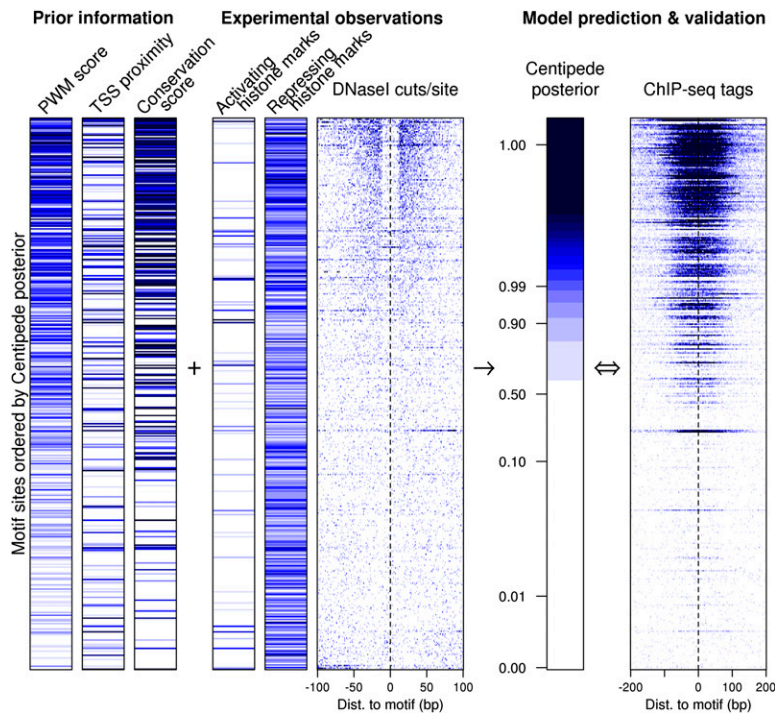 Prior information
Experimental observations
Model prediction & validation
PWM score
TSS proximity
Conservation
score
Activating
histone marks
Repressing
histone marks
DNaseI cuts/site
Centipede
posterior
ChIP-seq tags
Motif sites ordered by Centipede posterior
+
→
⇔
1.00
0.99
0.90
0.50
0.10
0.01
0.00
-100 -50 0 50 100
Dist. to motif (bp)
-200 -100 0 100 200
Dist. to motif (bp)